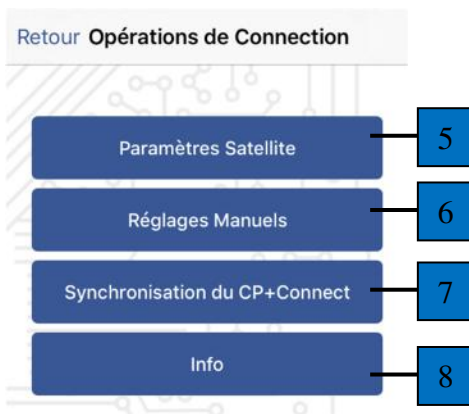 Retour Opérations de Connection
Paramètres Satellite 5
Réglages Manuels 6
Synchronisation du CP+Connect 7
Info 8